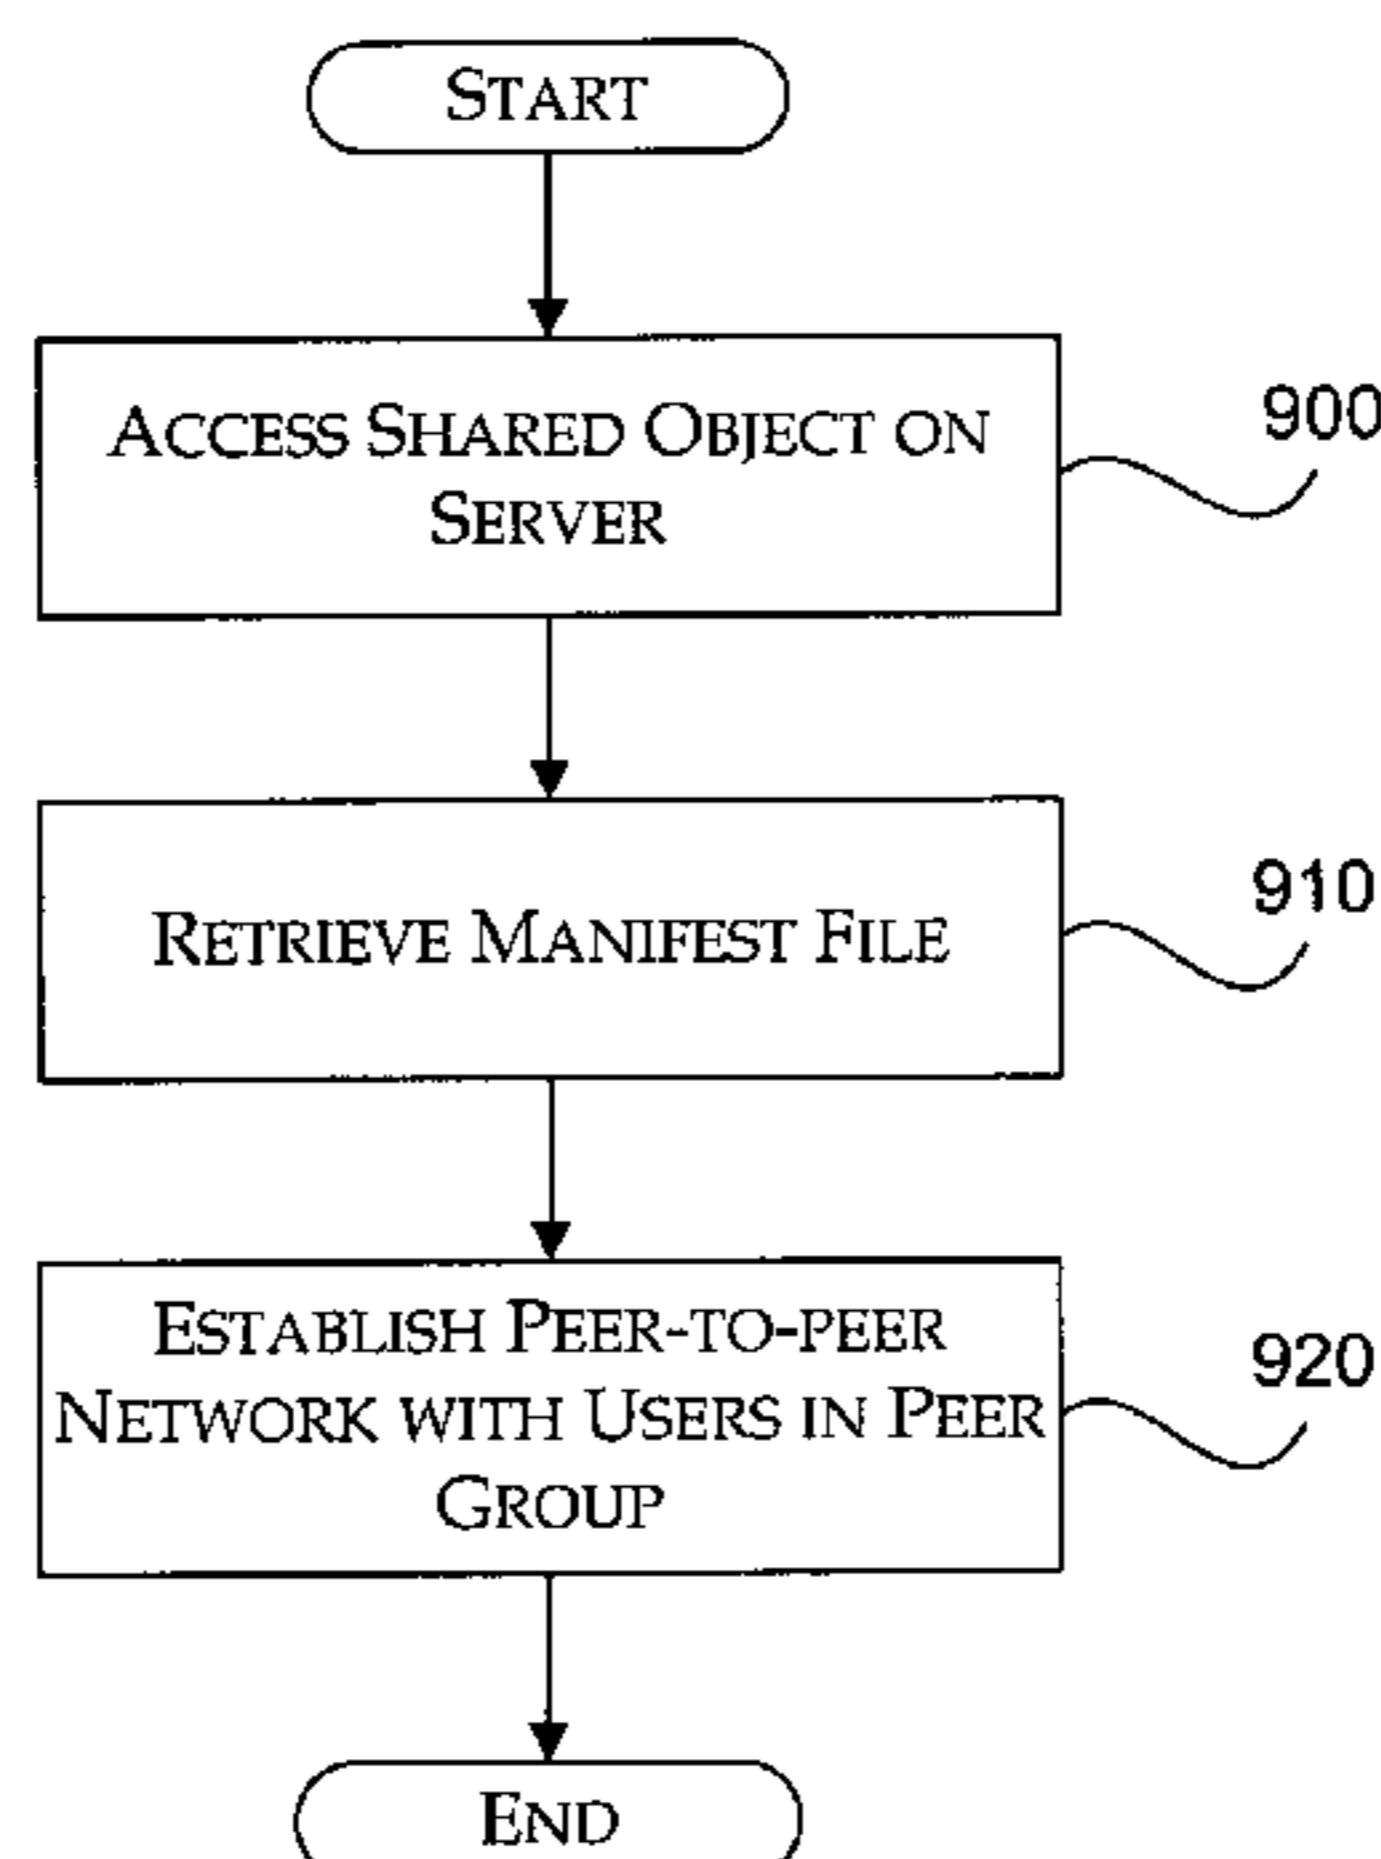 START
ACCESS SHARED OBJECT ON
SERVER
900
RETRIEVE MANIFEST FILE
910
ESTABLISH PEER-TO-PEER
NETWORK WITH USERS IN PEER
GROUP
920
END